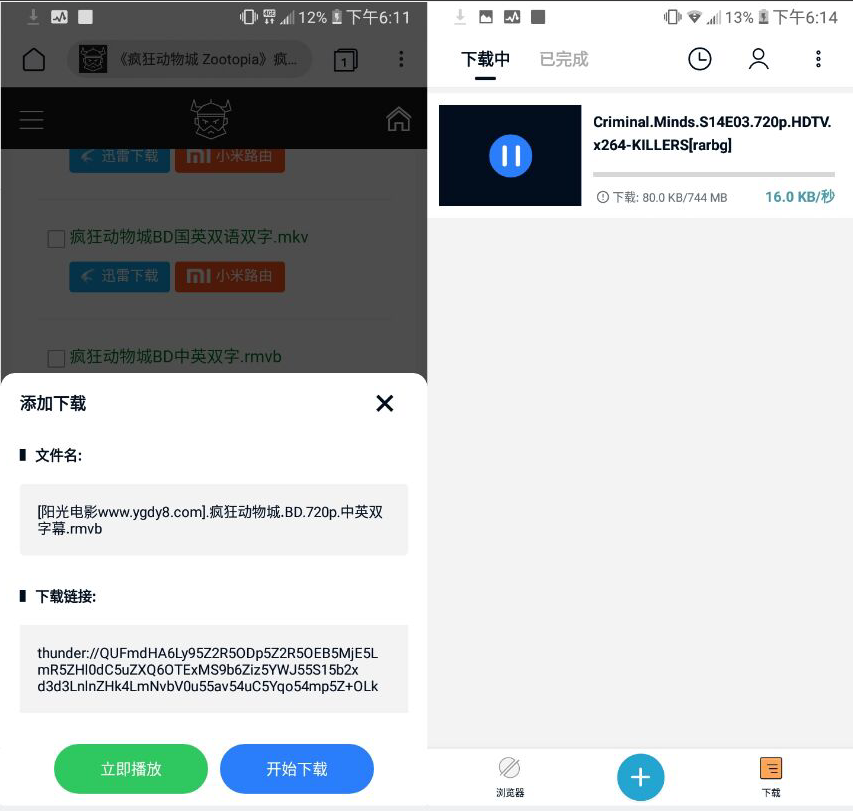 12% 下午6:11
《疯狂动物城 Zootopia》疯...
1
迅雷下载 小米路由
疯狂动物城BD国英双语双字.mkv
迅雷下载 小米路由
疯狂动物城BD中英双字.rmvb
添加下载
文件名:
[阳光电影www.ygdy8.com].疯狂动物城.BD.720p.中英双
字幕.rmvb
下载链接:
thunder://QUFmdHA6Ly95Z2R5ODp5Z2R5OEB5MjE5L
mR5ZHl0dC5uZXQ6OTExMS9b6Ziz5YWJ55S15b2x
d3d3LnlnZHk4LmNvbV0u55av54uC5Yqo54mp5Z+OLk
立即播放 开始下载
13% 下午6:14
下载中 已完成
Criminal.Minds.S14E03.720p.HDTV.
x264-KILLERS[rarbg]
下载: 80.0 KB/744 MB 16.0 KB/秒
浏览器 下载